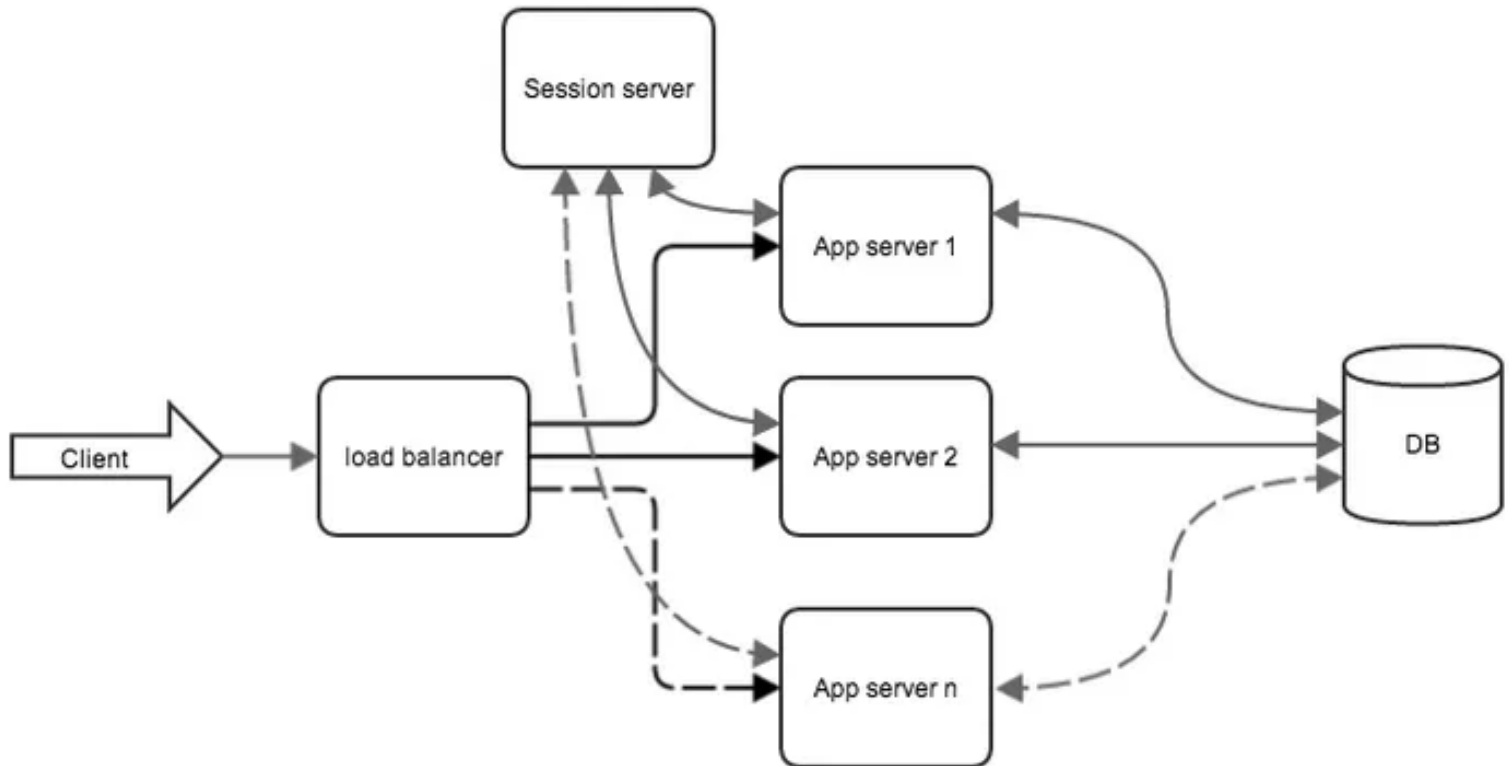 Session server
App server 1
Client
load balancer
App server 2
DB
App server n